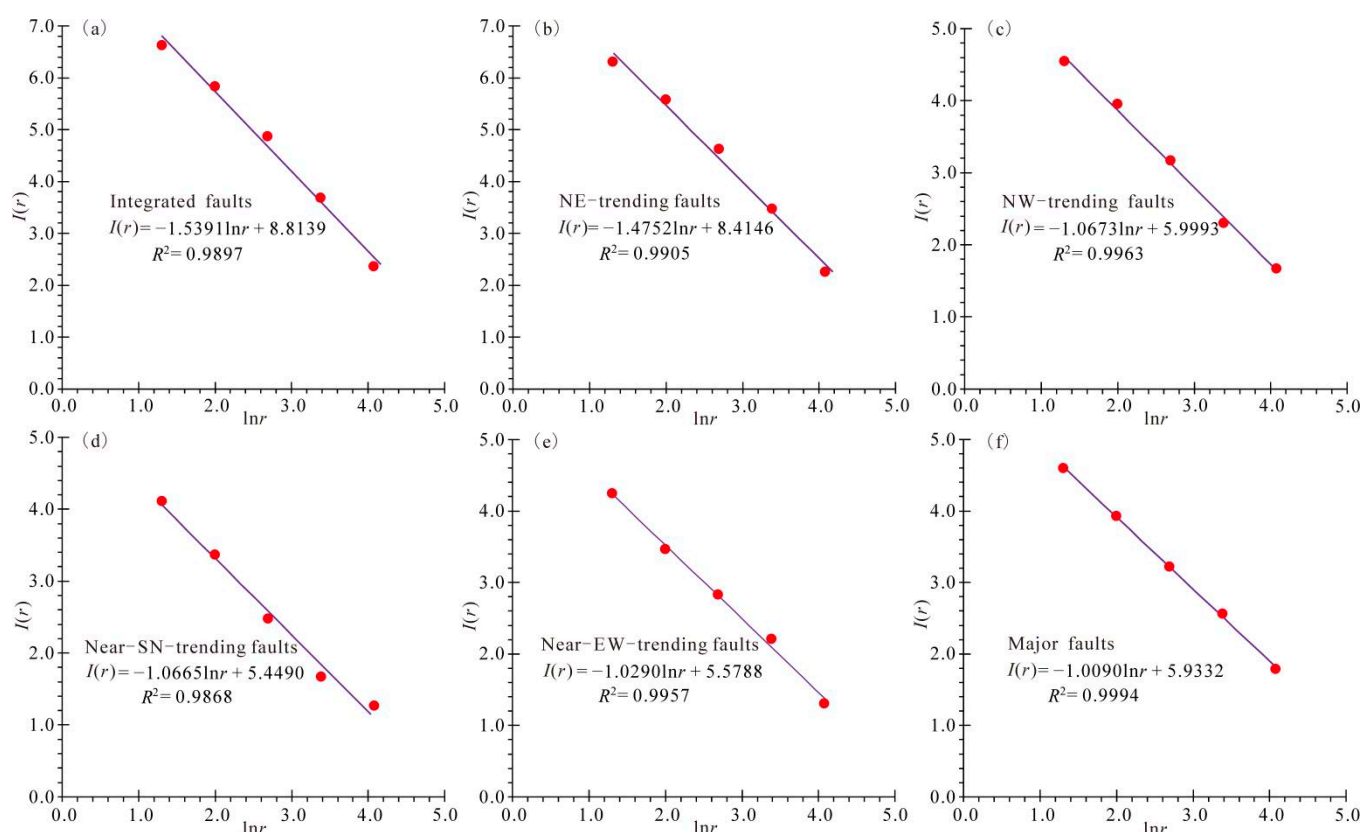 (a)
7.0
6.0
5.0
4.0
3.0
2.0
1.0
0.0
I(r)
Integrated faults
I(r)=−1.5391lnr+8.8139
R²=0.9897
0.0 1.0 2.0 3.0 4.0 5.0
lnr
(b)
7.0
6.0
5.0
4.0
3.0
2.0
1.0
0.0
I(r)
NE−trending faults
I(r)=−1.4752lnr+8.4146
R²=0.9905
0.0 1.0 2.0 3.0 4.0 5.0
lnr
(c)
5.0
4.0
3.0
2.0
1.0
0.0
I(r)
NW−trending faults
I(r)=−1.0673lnr+5.9993
R²=0.9963
0.0 1.0 2.0 3.0 4.0 5.0
lnr
(d)
5.0
4.0
3.0
2.0
1.0
0.0
I(r)
Near−SN−trending faults
I(r)=−1.0665lnr+5.4490
R²=0.9868
0.0 1.0 2.0 3.0 4.0 5.0
lnr
(e)
5.0
4.0
3.0
2.0
1.0
0.0
I(r)
Near−EW−trending faults
I(r)=−1.0290lnr+5.5788
R²=0.9957
0.0 1.0 2.0 3.0 4.0 5.0
lnr
(f)
5.0
4.0
3.0
2.0
1.0
0.0
I(r)
Major faults
I(r)=−1.0090lnr+5.9332
R²=0.9994
0.0 1.0 2.0 3.0 4.0 5.0
lnr